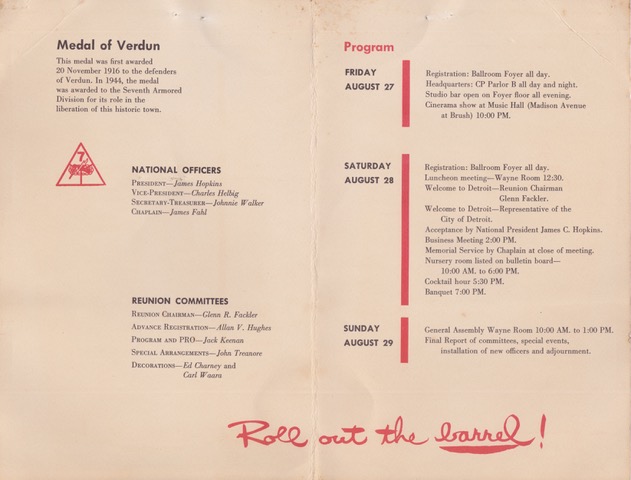 Medal of Verdun
This medal was first awarded
20 November 1916 to the defenders
of Verdun. In 1944, the medal
was awarded to the Seventh Armored
Division for its role in the
liberation of this historic town.
7
NATIONAL OFFICERS
PRESIDENT—James Hopkins
VICE-PRESIDENT—Charles Helbig
SECRETARY-TREASURER—Johnnie Walker
CHAPLAIN—James Fahl
REUNION COMMITTEES
REUNION CHAIRMAN—Glenn R. Fackler
ADVANCE REGISTRATION—Allan V. Hughes
PROGRAM AND PRO—Jack Keenan
SPECIAL ARRANGEMENTS—John Treanore
DECORATIONS—Ed Charney and
Carl Waara
Program
FRIDAY
AUGUST 27
Registration: Ballroom Foyer all day.
Headquarters: CP Parlor B all day and night.
Studio bar open on Foyer floor all evening.
Cinerama show at Music Hall (Madison Avenue
at Brush) 10:00 PM.
SATURDAY
AUGUST 28
Registration: Ballroom Foyer all day.
Luncheon meeting—Wayne Room 12:30.
Welcome to Detroit—Reunion Chairman
Glenn Fackler.
Welcome to Detroit—Representative of the
City of Detroit.
Acceptance by National President James C. Hopkins.
Business Meeting 2:00 PM.
Memorial Service by Chaplain at close of meeting.
Nursery room listed on bulletin board—
10:00 AM. to 6:00 PM.
Cocktail hour 5:30 PM.
Banquet 7:00 PM.
SUNDAY
AUGUST 29
General Assembly Wayne Room 10:00 AM. to 1:00 PM.
Final Report of committees, special events,
installation of new officers and adjournment.
Roll out the barrel!